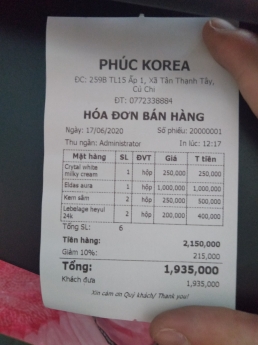 PHÚC KOREA
ĐC: 259B TL15 Ấp 1, Xã Tân Thạnh Tây,
Củ Chi
ĐT: 0772338884
HÓA ĐƠN BÁN HÀNG
Ngày: 17/06/2020 Số phiếu: 20000001
Thu ngân: Administrator In lúc: 12:17
Mặt hàng SL ĐVT Giá T tiền
Crytal white
milky cream 1 hộp 250,000 250,000
Eldas aura 1 hộp 1,000,000 1,000,000
Kem sâm 2 hộp 250,000 500,000
Lebelage heyul
24k 2 hộp 200,000 400,000
Tổng SL: 6
Tiền hàng: 2,150,000
Giảm 10%: 215,000
Tổng: 1,935,000
Khách đưa 1,935,000
Xin cảm ơn Quý khách/ Thank you!